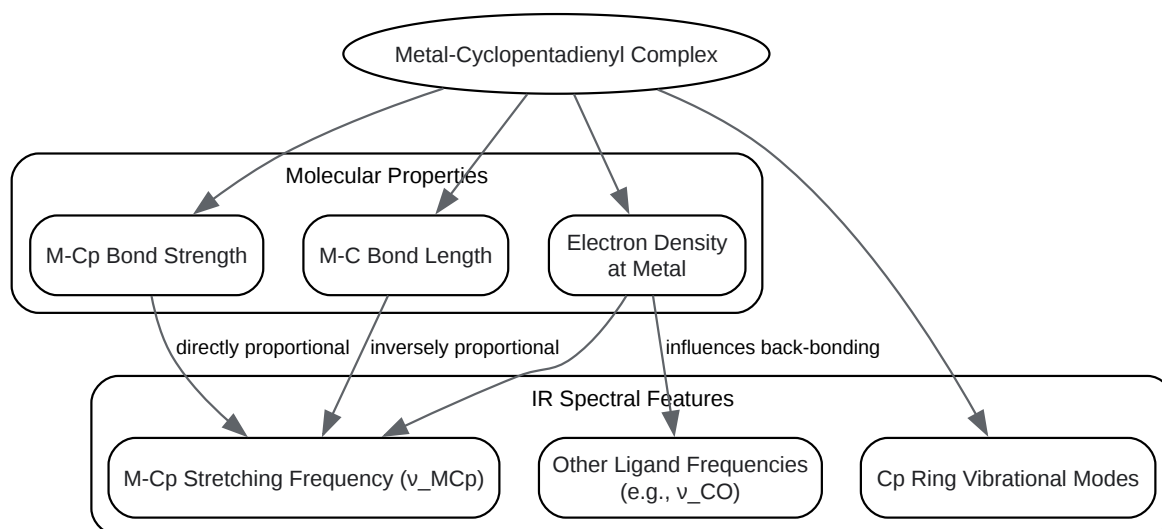 Metal-Cyclopentadienyl Complex
Molecular Properties
M-Cp Bond Strength
M-C Bond Length
Electron Density
at Metal
directly proportional
inversely proportional
influences back-bonding
IR Spectral Features
M-Cp Stretching Frequency (ν_MCp)
Other Ligand Frequencies
(e.g., ν_CO)
Cp Ring Vibrational Modes